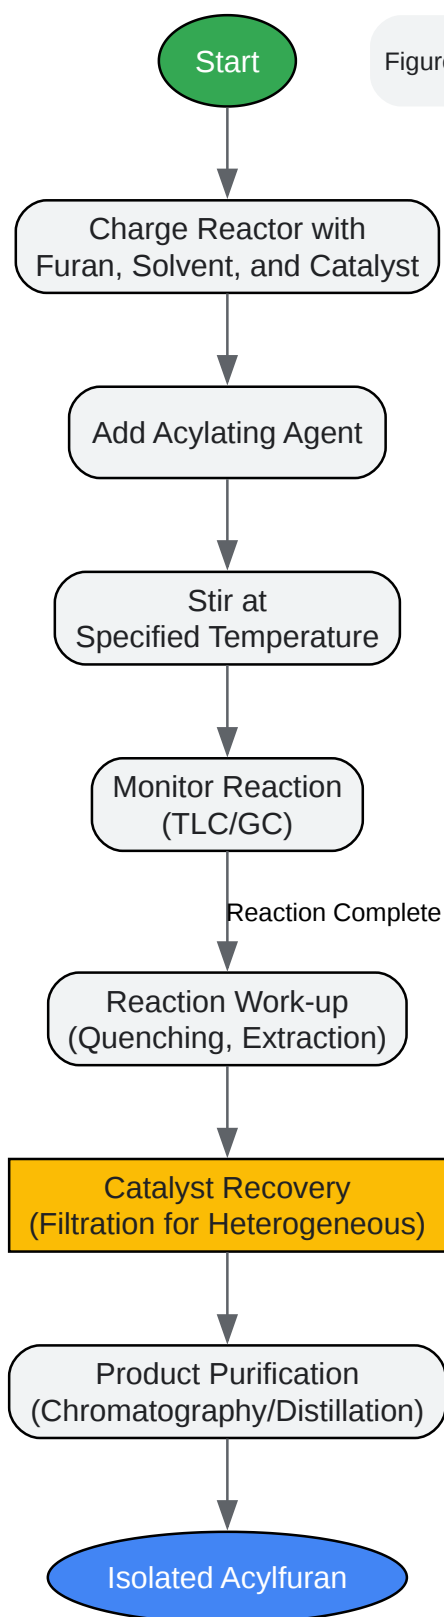 Start
Figure
Charge Reactor with
Furan, Solvent, and Catalyst
Add Acylating Agent
Stir at
Specified Temperature
Monitor Reaction
(TLC/GC)
Reaction Complete
Reaction Work-up
(Quenching, Extraction)
Catalyst Recovery
(Filtration for Heterogeneous)
Product Purification
(Chromatography/Distillation)
Isolated Acylfuran